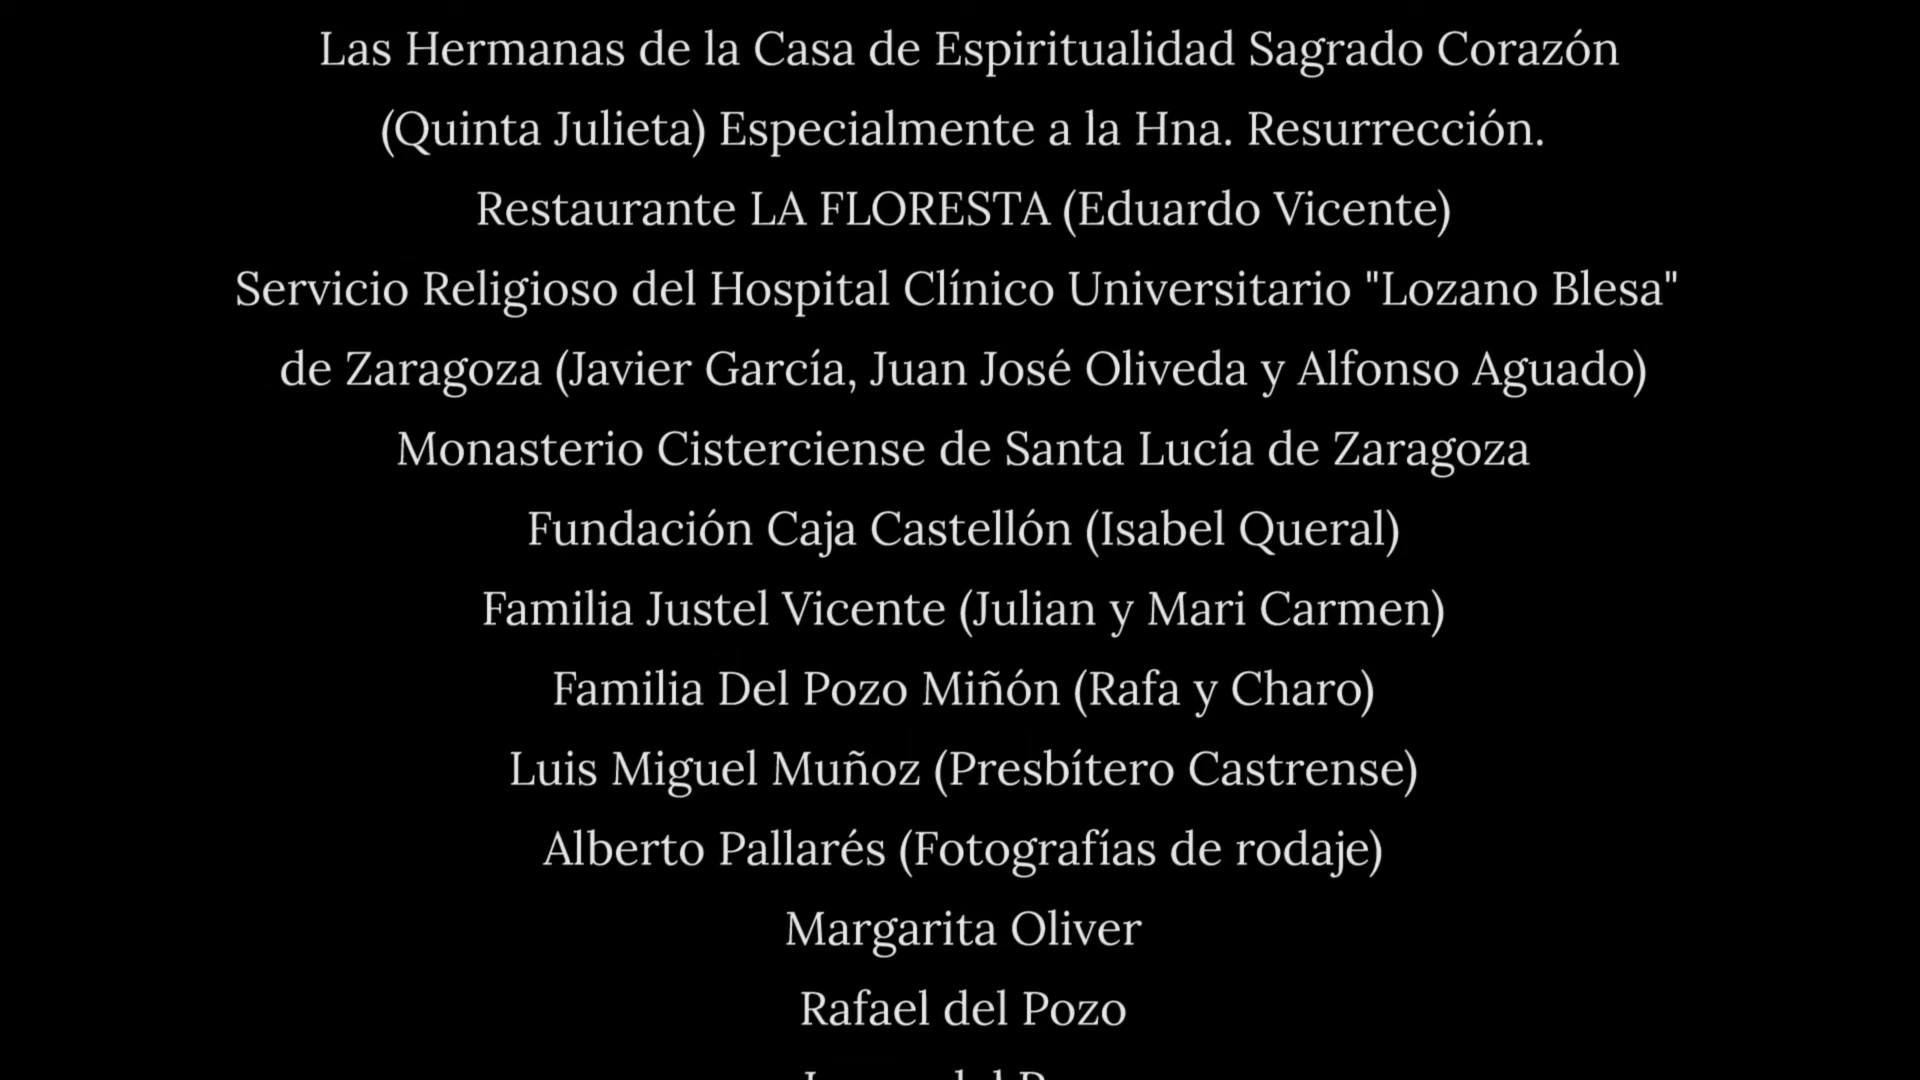 Las Hermanas de la Casa de Espiritualidad Sagrado Corazón
(Quinta Julieta) Especialmente a la Hna. Resurrección.
Restaurante LA FLORESTA (Eduardo Vicente)
Servicio Religioso del Hospital Clínico Universitario "Lozano Blesa"
de Zaragoza (Javier García, Juan José Oliveda y Alfonso Aguado)
Monasterio Cisterciense de Santa Lucía de Zaragoza
Fundación Caja Castellón (Isabel Queral)
Familia Justel Vicente (Julian y Mari Carmen)
Familia Del Pozo Miñón (Rafa y Charo)
Luis Miguel Muñoz (Presbítero Castrense)
Alberto Pallarés (Fotografías de rodaje)
Margarita Oliver
Rafael del Pozo